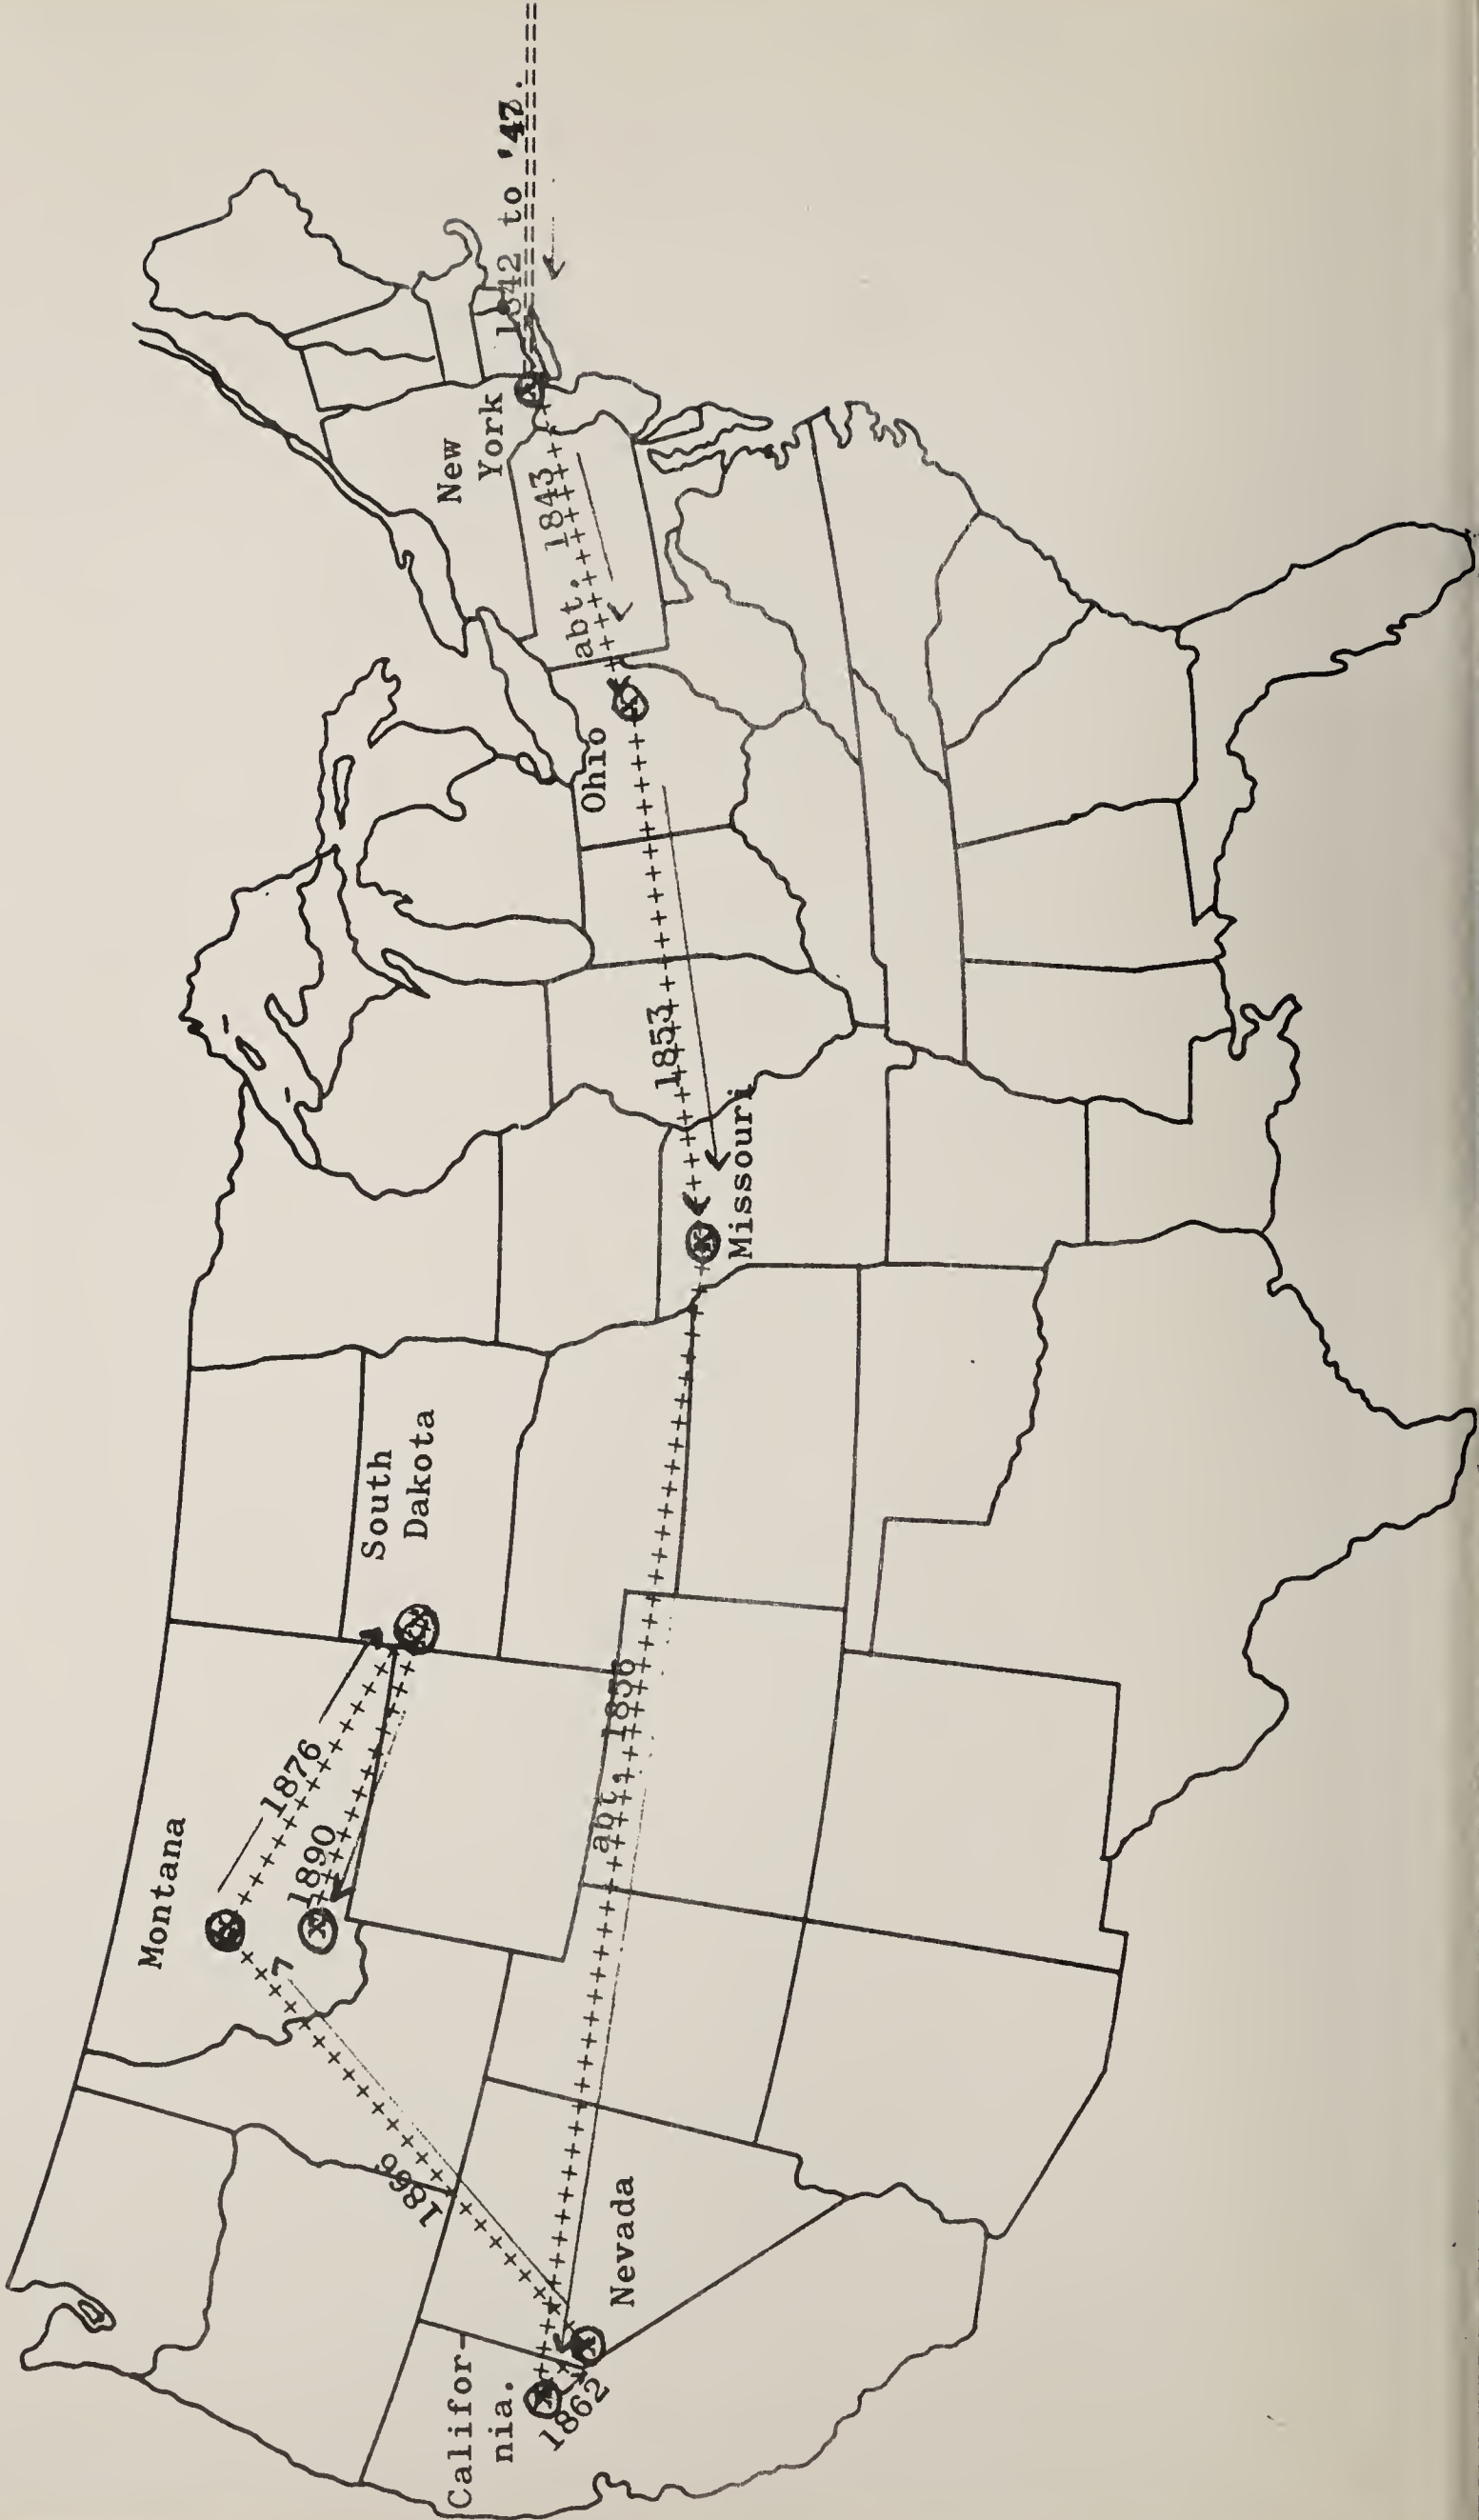 Montana
1876
1890
South
Dakota
1866
Califor-
nia.
1862
Nevada
abt. 1856
Missouri
1853
Ohio
abt. 1843
New
York
1842 to '47.